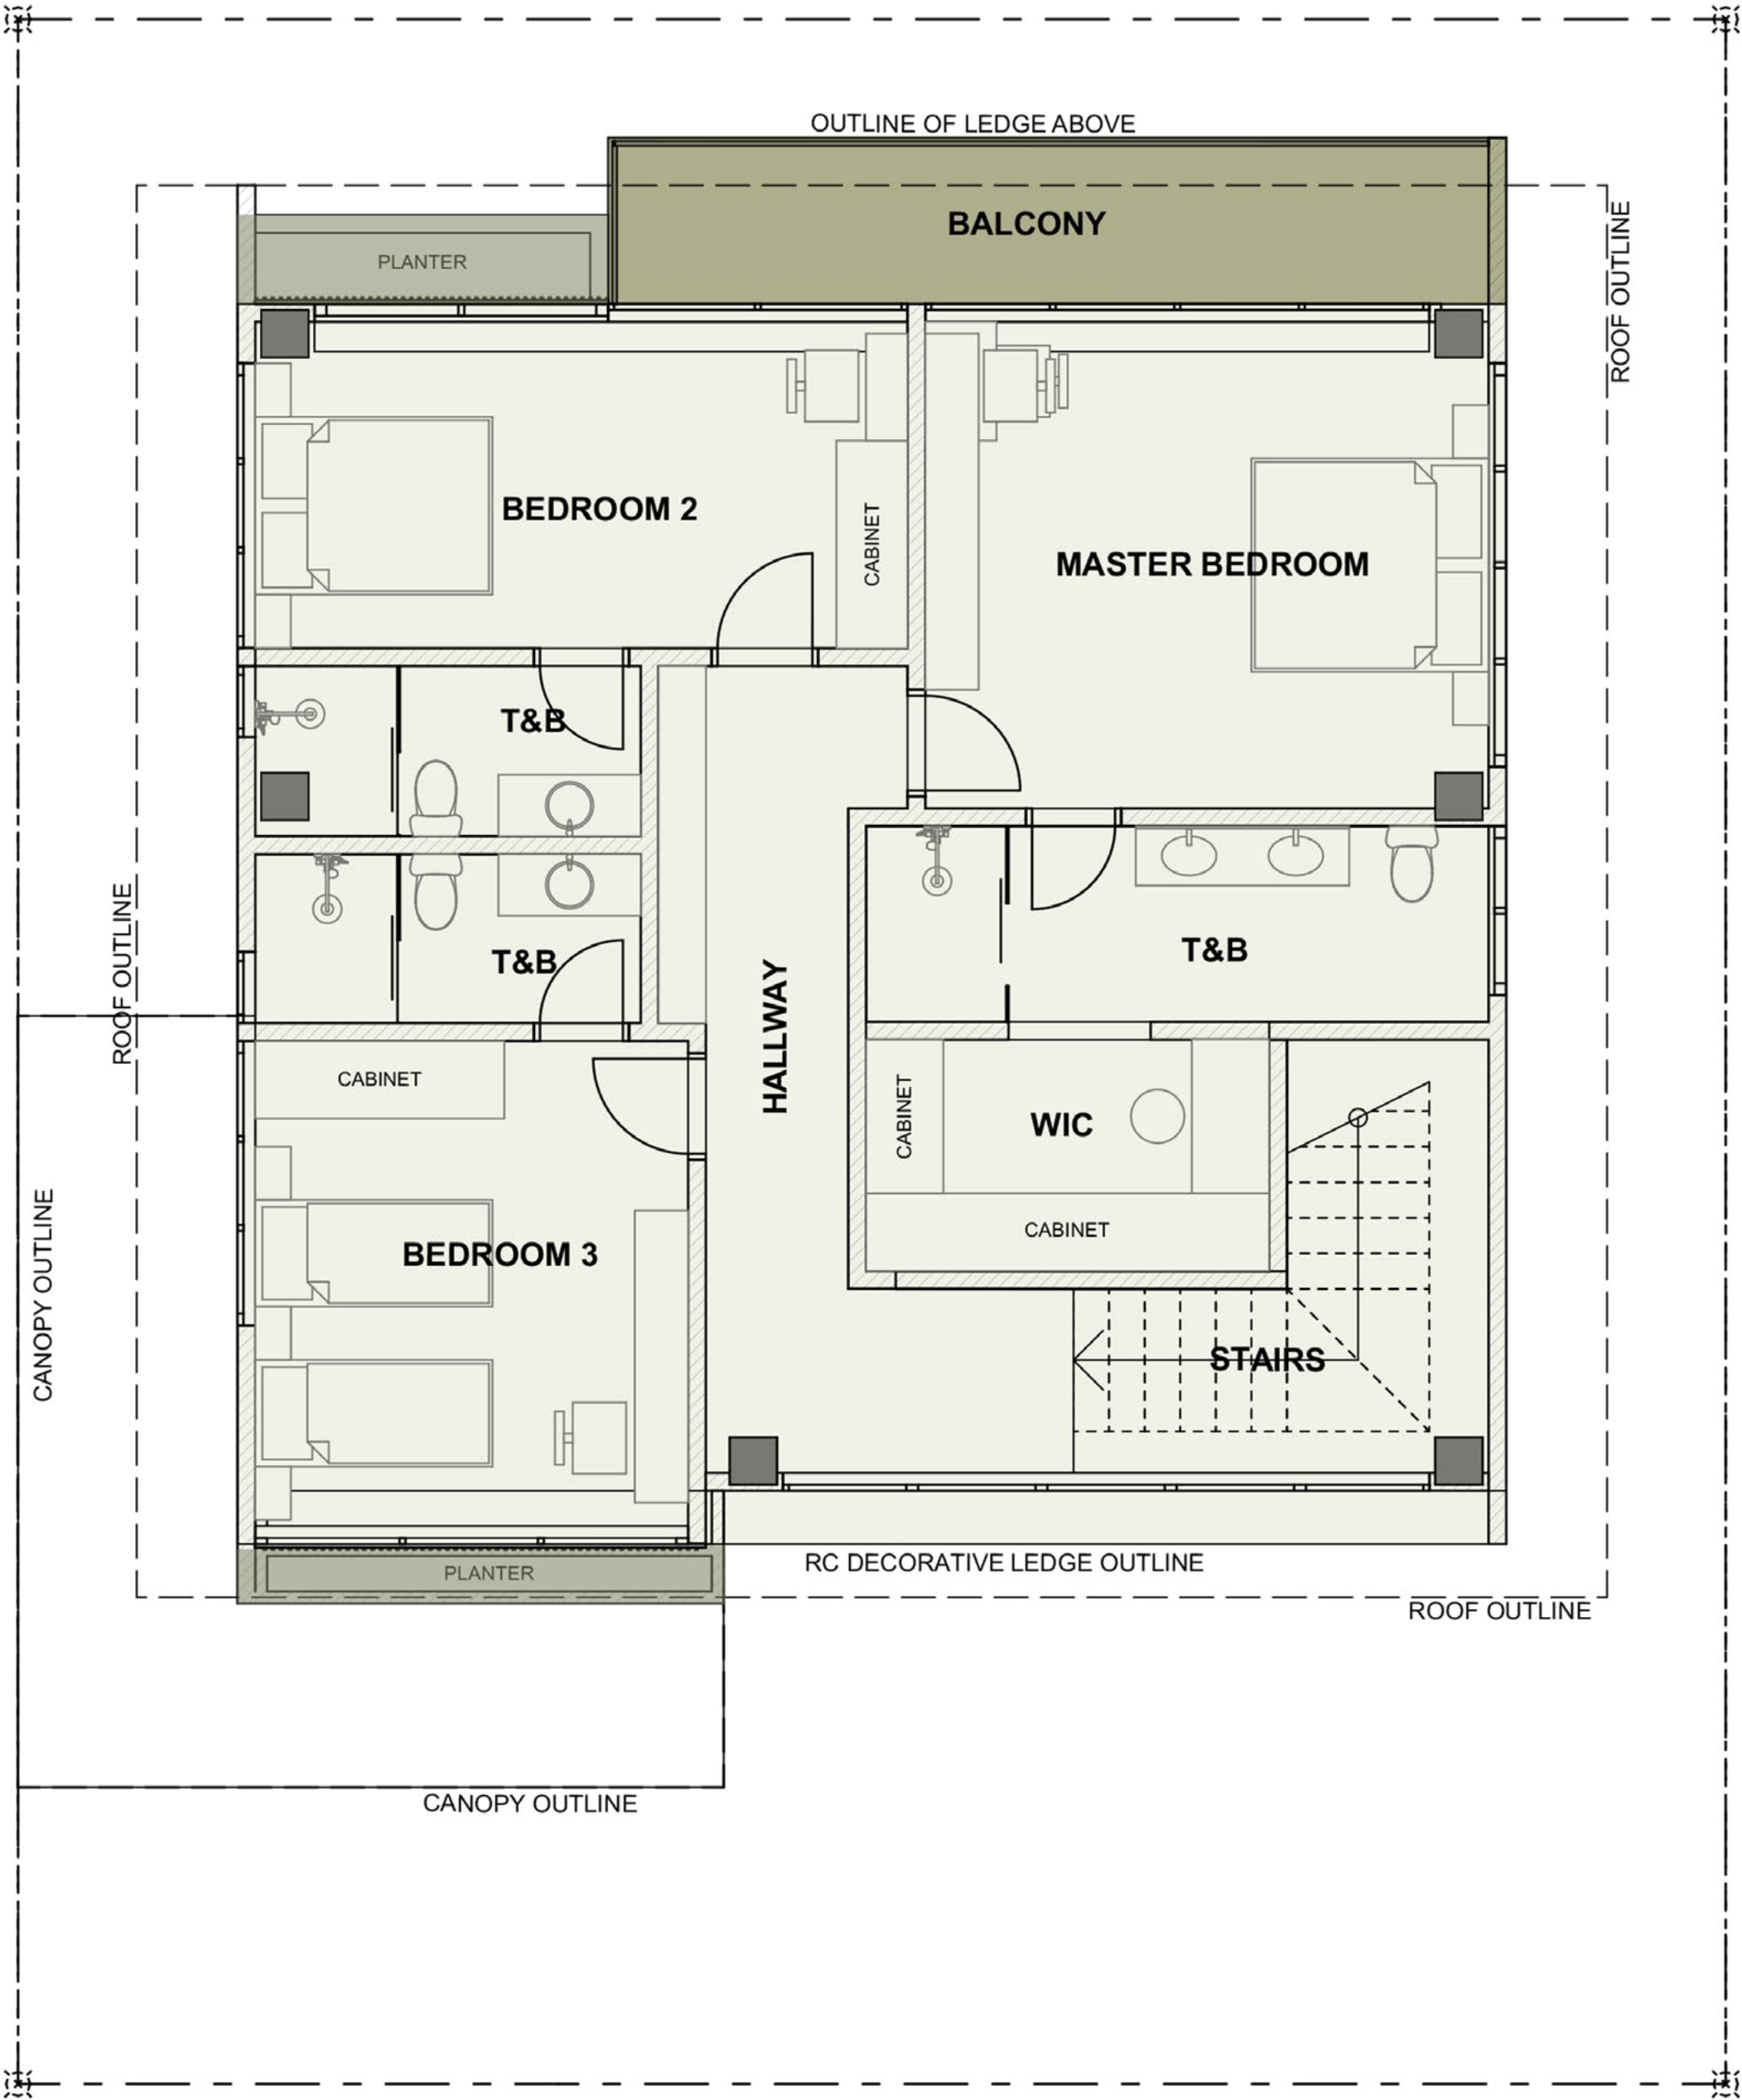 OUTLINE OF LEDGE ABOVE
BALCONY
ROOF OUTLINE
PLANTER
BEDROOM 2
CABINET
MASTER BEDROOM
T&B
ROOF OUTLINE
T&B
T&B
HALLWAY
CABINET
CABINET
WIC
CANOPY OUTLINE
CABINET
BEDROOM 3
STAIRS
PLANTER
RC DECORATIVE LEDGE OUTLINE
ROOF OUTLINE
CANOPY OUTLINE